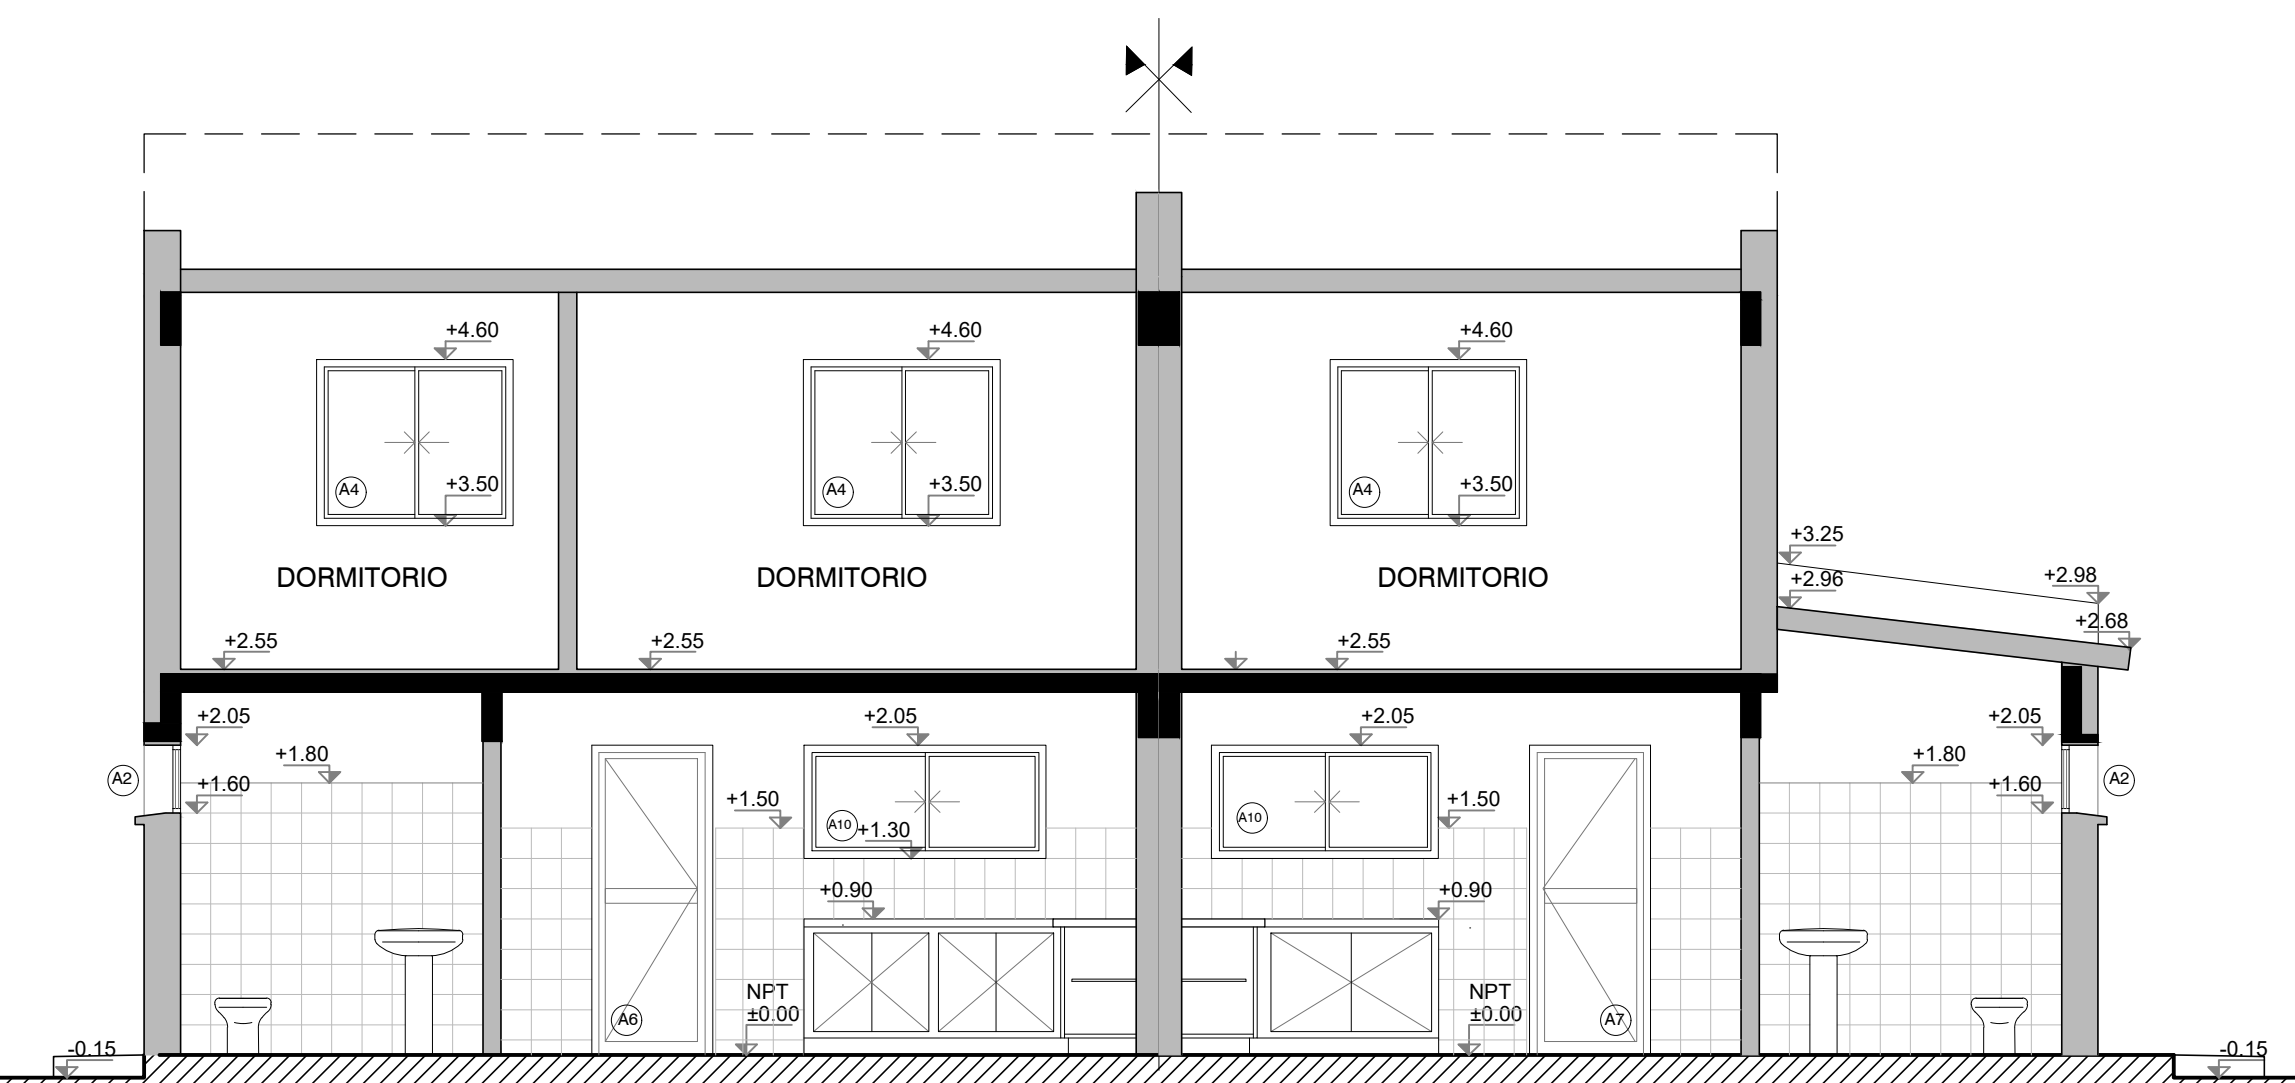 +4.60
+4.60
+4.60
A4
+3.50
A4
+3.50
A4
+3.50
+3.25
DORMITORIO
DORMITORIO
DORMITORIO
+2.96
+2.98
+2.68
+2.55
+2.55
+2.55
+2.05
+2.05
+2.05
+2.05
+1.80
+1.80
A2
+1.60
+1.60
A2
+1.50
+1.50
A10
+1.30
A10
+0.90
+0.90
NPT
±0.00
NPT
±0.00
A6
A7
-0.15
-0.15